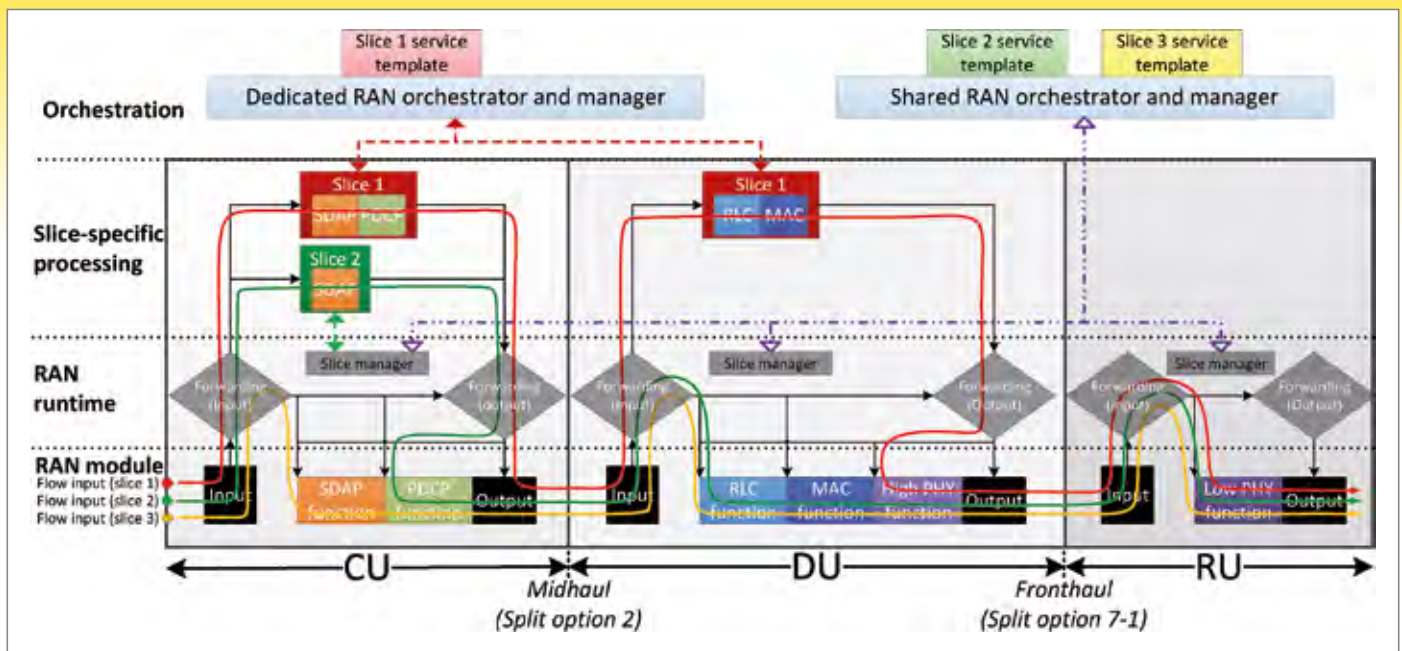 Slice 1 service
template
Slice 2 service
template
Slice 3 service
template
Dedicated RAN orchestrator and manager
Shared RAN orchestrator and manager
Orchestration
Slice 1
SDAP PDCP
Slice 1
RLC MAC
Slice-specific
processing
Slice 2
SDAP
Slice manager
Slice manager
Slice manager
RAN
runtime
Forwarding
(input)
Forwarding
(output)
Forwarding
(input)
Forwarding
(Output)
Forwarding
(input)
Forwarding
(Output)
RAN module
Flow input (slice 1)
Flow input (slice 2)
Flow input (slice 3)
Input
SDAP
function
PDCP
function
Output
Input
RLC
function
MAC
function
High PHY
function
Output
Input
Low PHY
function
Output
CU
DU
RU
Midhaul
(Split option 2)
Fronthaul
(Split option 7-1)